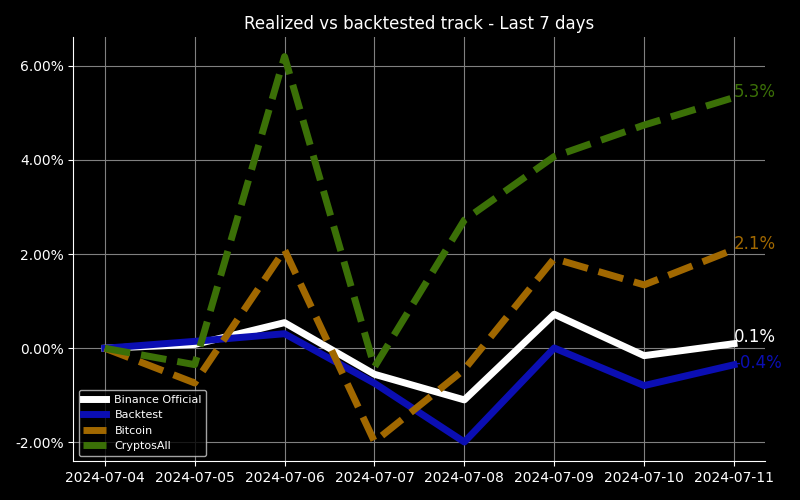 Realized vs backtested track - Last 7 days
6.00%
4.00%
2.00%
0.00%
-2.00%
5.3%
2.1%
0.1%
-0.4%
Binance Official
Backtest
Bitcoin
CryptosAll
2024-07-04 2024-07-05 2024-07-06 2024-07-07 2024-07-08 2024-07-09 2024-07-10 2024-07-11